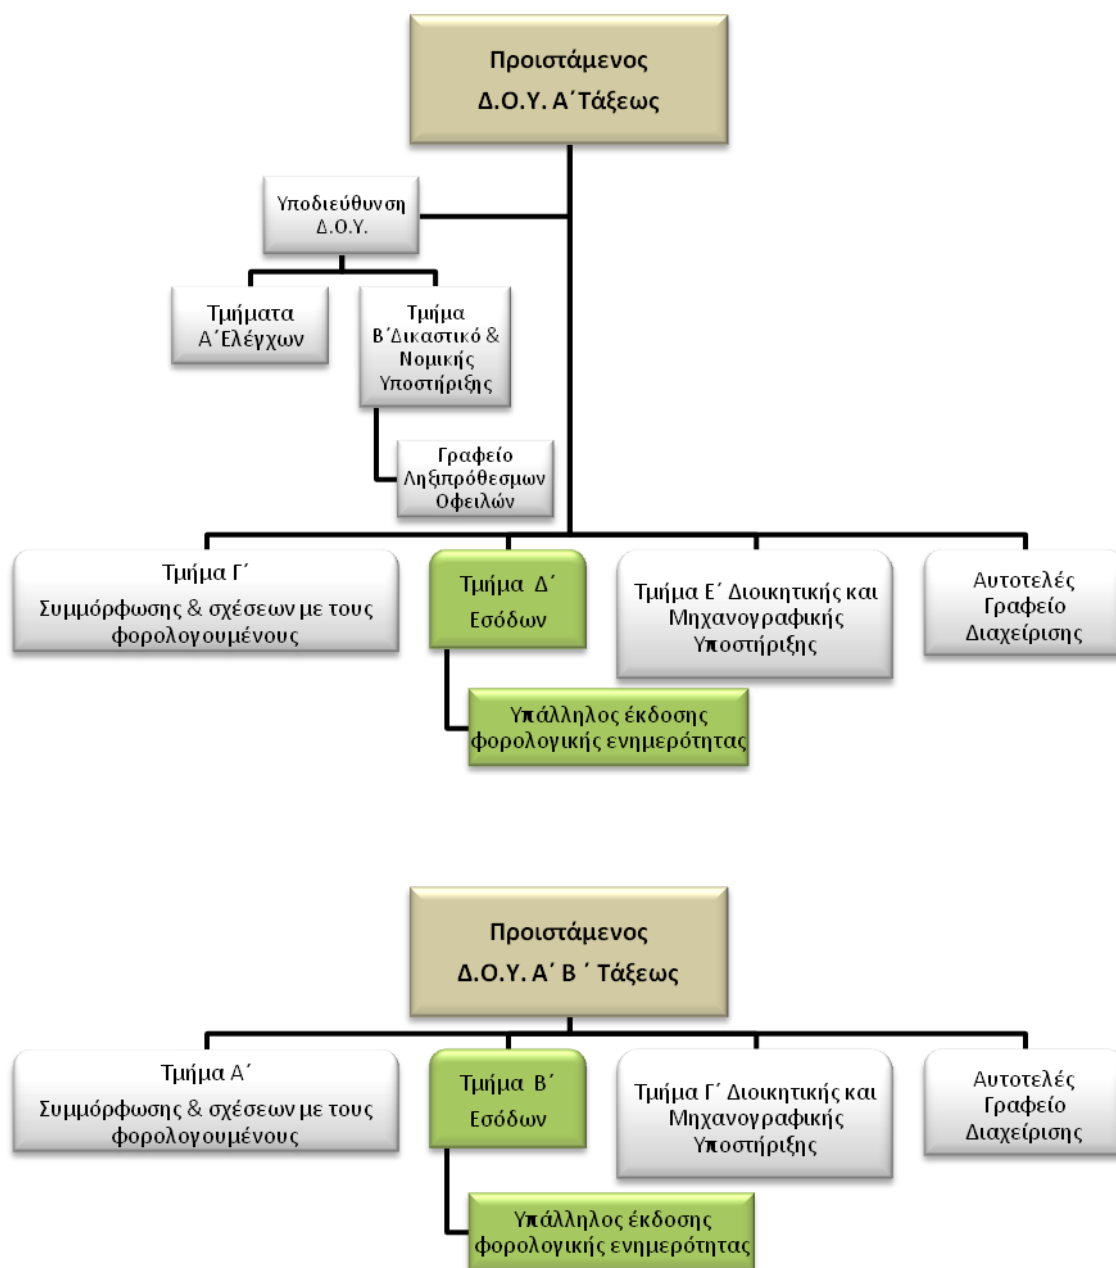 Προιστάμενος
Δ.Ο.Υ. Α΄Τάξεως
Υποδιεύθυνση
Δ.Ο.Υ.
Τμήματα
Α΄Ελέγχων
Τμήμα
Β΄Δικαστικό &
Νομικής
Υποστήριξης
Γραφείο
Ληξιπρόθεσμων
Οφειλών
Τμήμα Γ΄
Συμμόρφωσης & σχέσεων με τους
φορολογουμένους
Τμήμα Δ΄
Εσόδων
Τμήμα Ε΄ Διοικητικής και
Μηχανογραφικής
Υποστήριξης
Αυτοτελές
Γραφείο
Διαχείρισης
Υπάλληλος έκδοσης
φορολογικής ενημερότητας
Προιστάμενος
Δ.Ο.Υ. Α΄ Β ΄ Τάξεως
Τμήμα Α΄
Συμμόρφωσης & σχέσεων με τους
φορολογουμένους
Τμήμα Β΄
Εσόδων
Τμήμα Γ΄ Διοικητικής και
Μηχανογραφικής
Υποστήριξης
Αυτοτελές
Γραφείο
Διαχείρισης
Υπάλληλος έκδοσης
φορολογικής ενημερότητας